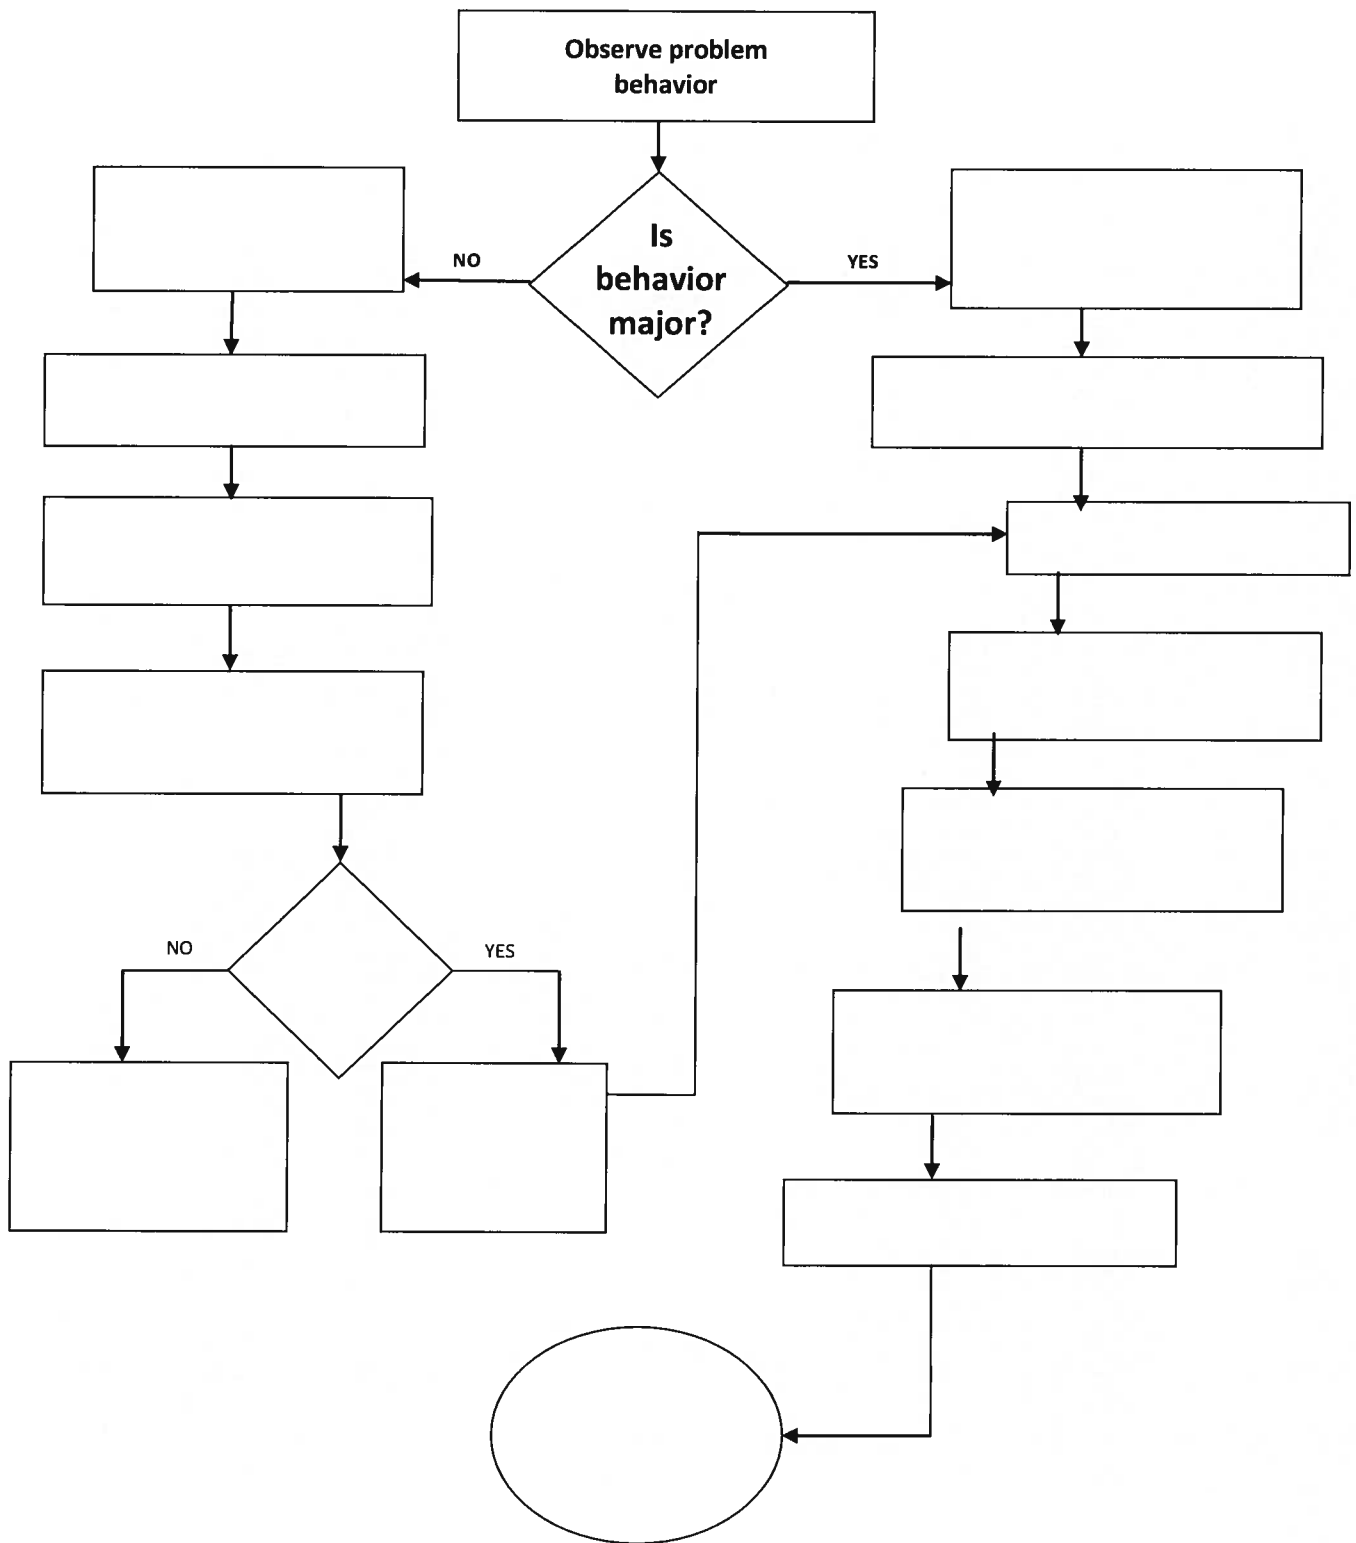 Observe problem
behavior
Is
behavior
major?
NO
YES
NO
YES